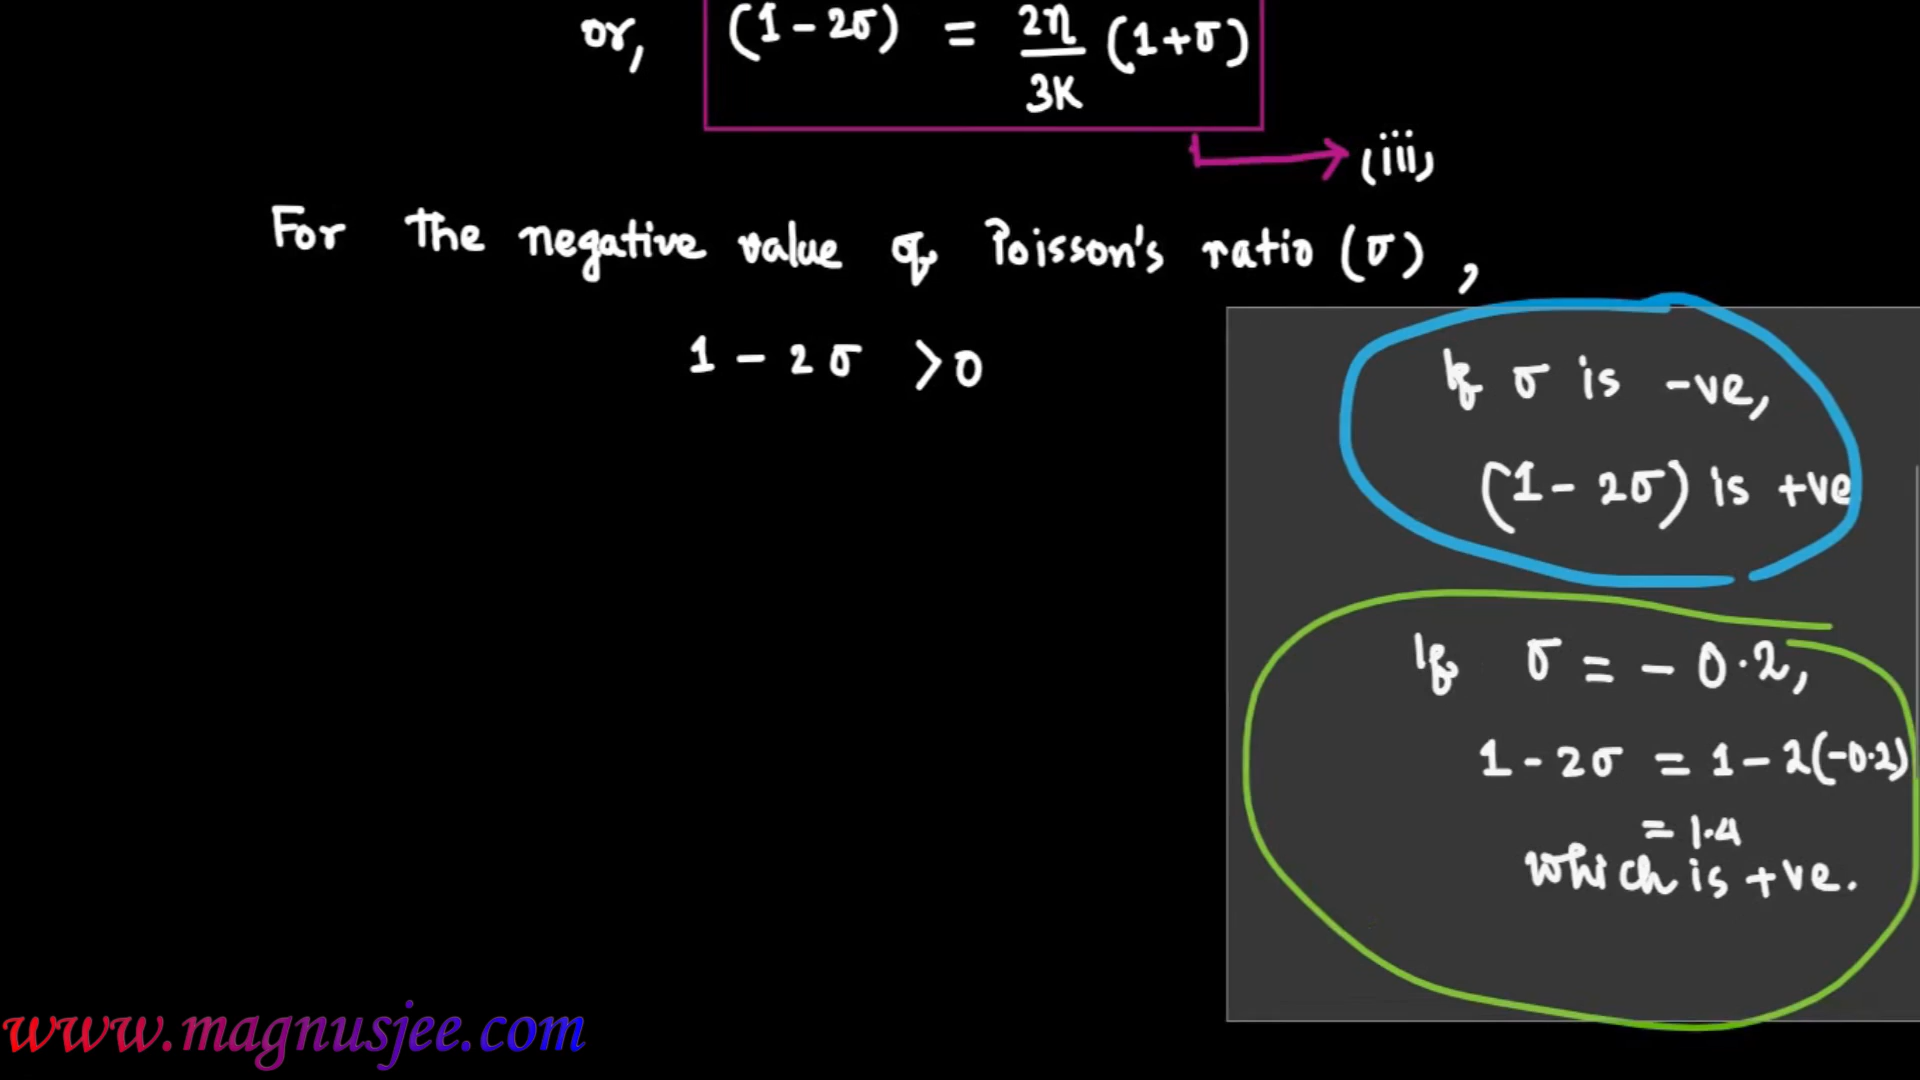 or, (1-2σ) = 2η/3K (1+σ)
(iii)
For the negative value of Poisson's ratio (σ),
1 - 2σ > 0
If σ is -ve,
(1 - 2σ) is +ve
If σ = - 0.2,
1 - 2σ = 1 - 2(-0.2)
= 1.4
which is +ve.
www.magnusjee.com